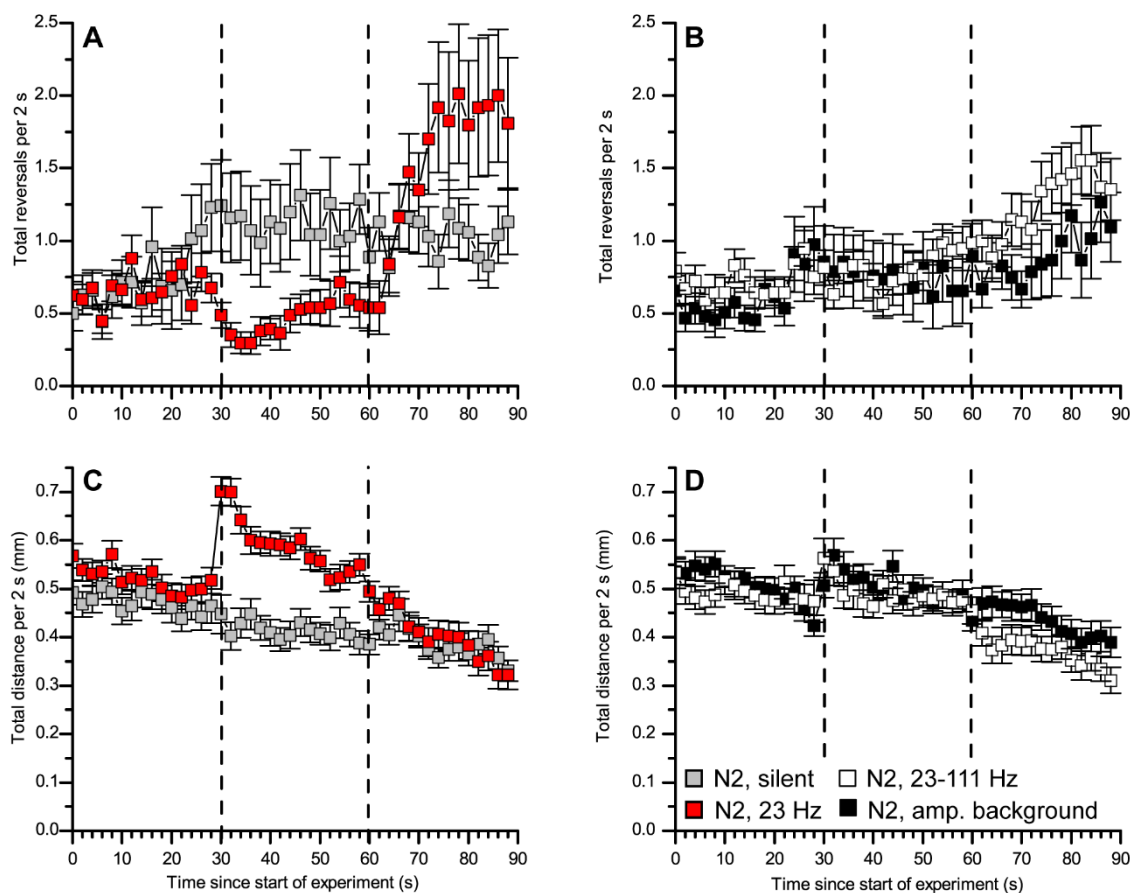 A
Total reversals per 2 s
2.5
2.0
1.5
1.0
0.5
0.0
0 10 20 30 40 50 60 70 80 90
B
Total reversals per 2 s
2.5
2.0
1.5
1.0
0.5
0.0
0 10 20 30 40 50 60 70 80 90
C
Total distance per 2 s (mm)
0.7
0.6
0.5
0.4
0.3
0.2
0.1
0.0
0 10 20 30 40 50 60 70 80 90
Time since start of experiment (s)
D
Total distance per 2 s (mm)
0.7
0.6
0.5
0.4
0.3
0.2
0.1
0.0
N2, silent
N2, 23-111 Hz
N2, 23 Hz
N2, amp. background
0 10 20 30 40 50 60 70 80 90
Time since start of experiment (s)